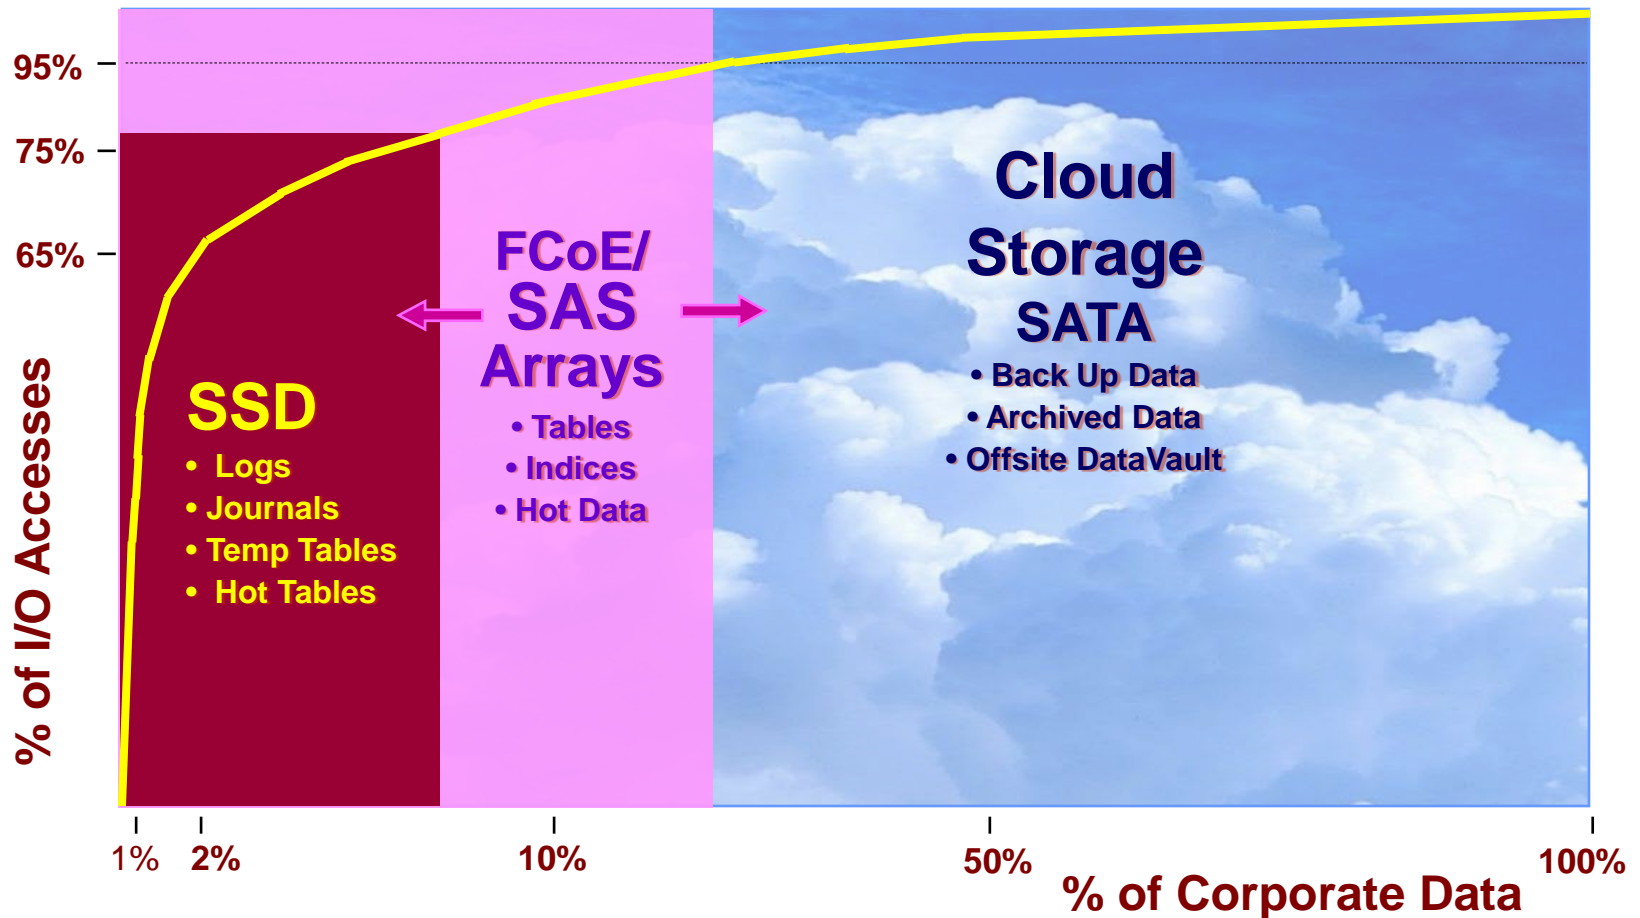 95%
75%
65%
% of I/O Accesses
SSD
• Logs
• Journals
• Temp Tables
• Hot Tables
FCoE/
SAS
Arrays
• Tables
• Indices
• Hot Data
Cloud
Storage
SATA
• Back Up Data
• Archived Data
• Offsite DataVault
1%
2%
10%
50%
100%
% of Corporate Data